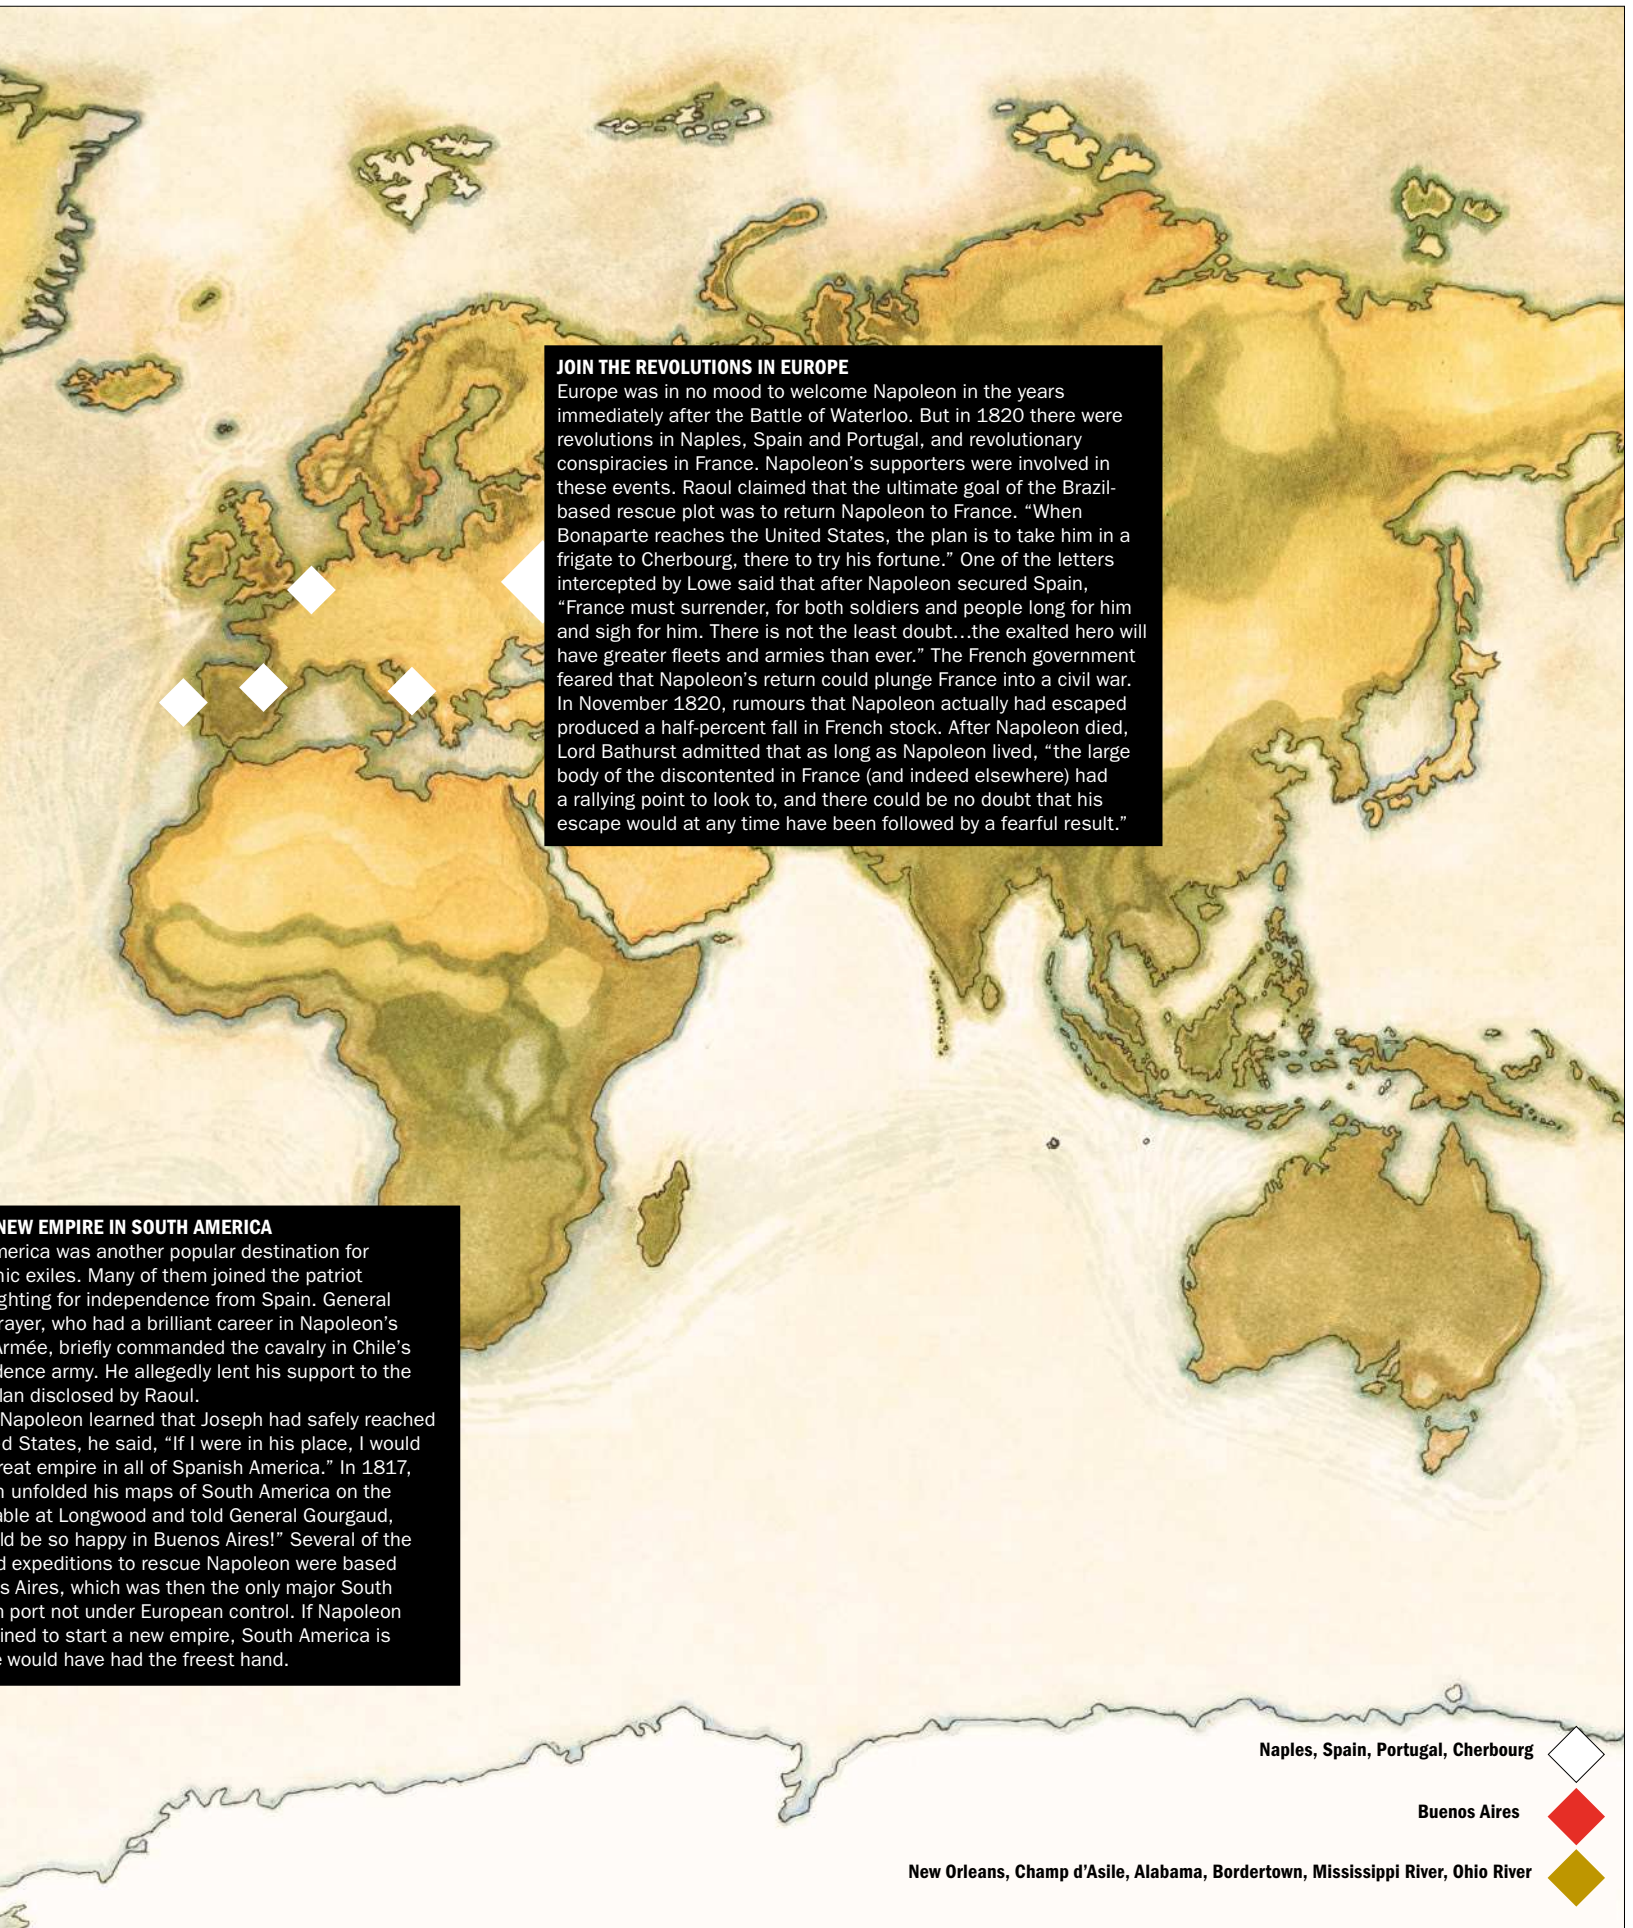 JOIN THE REVOLUTIONS IN EUROPE
Europe was in no mood to welcome Napoleon in the years
immediately after the Battle of Waterloo. But in 1820 there were
revolutions in Naples, Spain and Portugal, and revolutionary
conspiracies in France. Napoleon’s supporters were involved in
these events. Raoul claimed that the ultimate goal of the Brazil-
based rescue plot was to return Napoleon to France. “When
Bonaparte reaches the United States, the plan is to take him in a
frigate to Cherbourg, there to try his fortune.” One of the letters
intercepted by Lowe said that after Napoleon secured Spain,
“France must surrender, for both soldiers and people long for him
and sigh for him. There is not the least doubt…the exalted hero will
have greater fleets and armies than ever.” The French government
feared that Napoleon’s return could plunge France into a civil war.
In November 1820, rumours that Napoleon actually had escaped
produced a half-percent fall in French stock. After Napoleon died,
Lord Bathurst admitted that as long as Napoleon lived, “the large
body of the discontented in France (and indeed elsewhere) had
a rallying point to look to, and there could be no doubt that his
escape would at any time have been followed by a fearful result.”
NEW EMPIRE IN SOUTH AMERICA
merica was another popular destination for
nic exiles. Many of them joined the patriot
ghting for independence from Spain. General
rayer, who had a brilliant career in Napoleon’s
Armée, briefly commanded the cavalry in Chile’s
dence army. He allegedly lent his support to the
lan disclosed by Raoul.
Napoleon learned that Joseph had safely reached
d States, he said, “If I were in his place, I would
reat empire in all of Spanish America.” In 1817,
n unfolded his maps of South America on the
able at Longwood and told General Gourgaud,
ld be so happy in Buenos Aires!” Several of the
d expeditions to rescue Napoleon were based
s Aires, which was then the only major South
n port not under European control. If Napoleon
ined to start a new empire, South America is
e would have had the freest hand.
Naples, Spain, Portugal, Cherbourg
Buenos Aires
New Orleans, Champ d’Asile, Alabama, Bordertown, Mississippi River, Ohio River